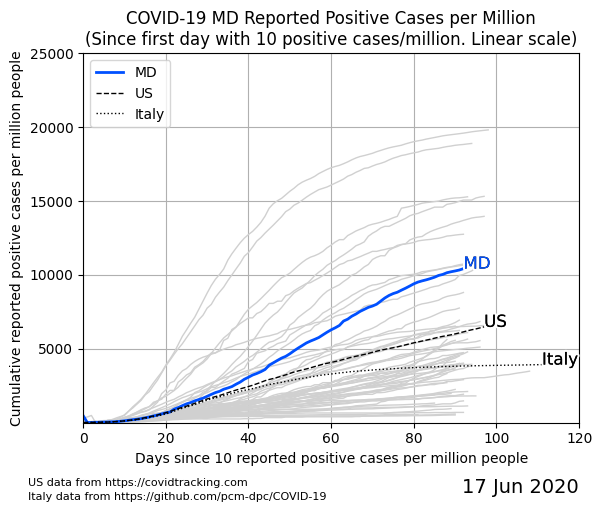 COVID-19 MD Reported Positive Cases per Million
(Since first day with 10 positive cases/million. Linear scale)
Cumulative reported positive cases per million people
25000
20000
15000
10000
5000
MD
US
Italy
MD
US
Italy
0
20
40
60
80
100
120
Days since 10 reported positive cases per million people
US data from https://covidtracking.com
Italy data from https://github.com/pcm-dpc/COVID-19
17 Jun 2020